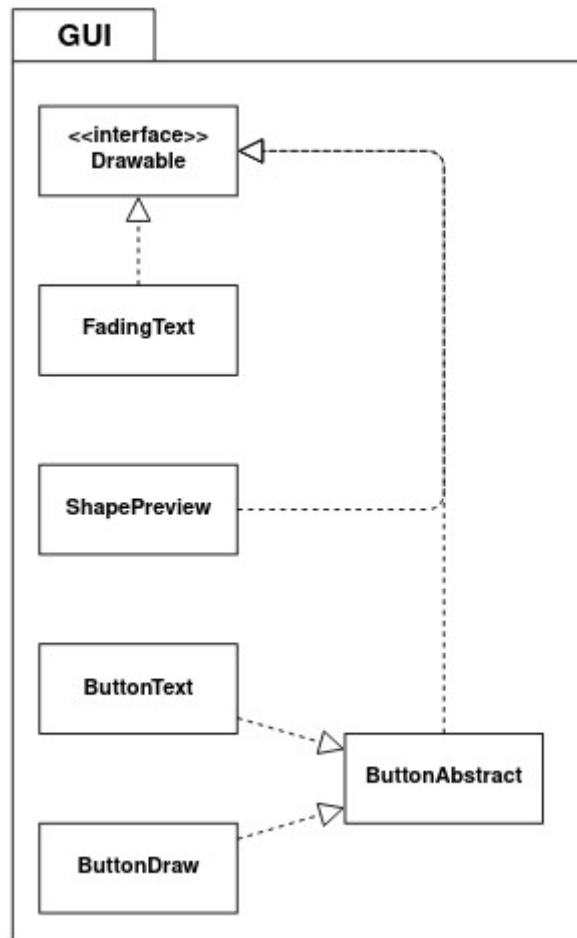 GUI
<<interface>>
Drawable
FadingText
ShapePreview
ButtonText
ButtonAbstract
ButtonDraw